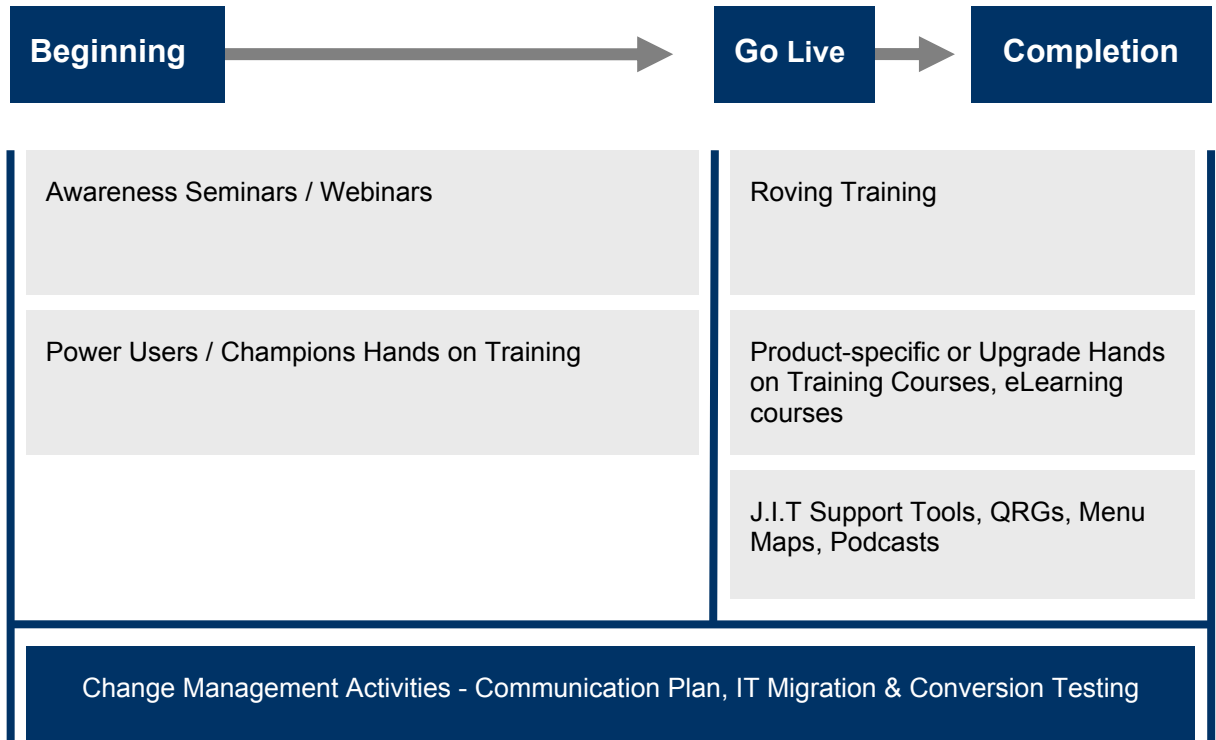 Beginning
Go Live
Completion
Awareness Seminars / Webinars
Power Users / Champions Hands on Training
Roving Training
Product-specific or Upgrade Hands
on Training Courses, eLearning
courses
J.I.T Support Tools, QRGs, Menu
Maps, Podcasts
Change Management Activities - Communication Plan, IT Migration & Conversion Testing